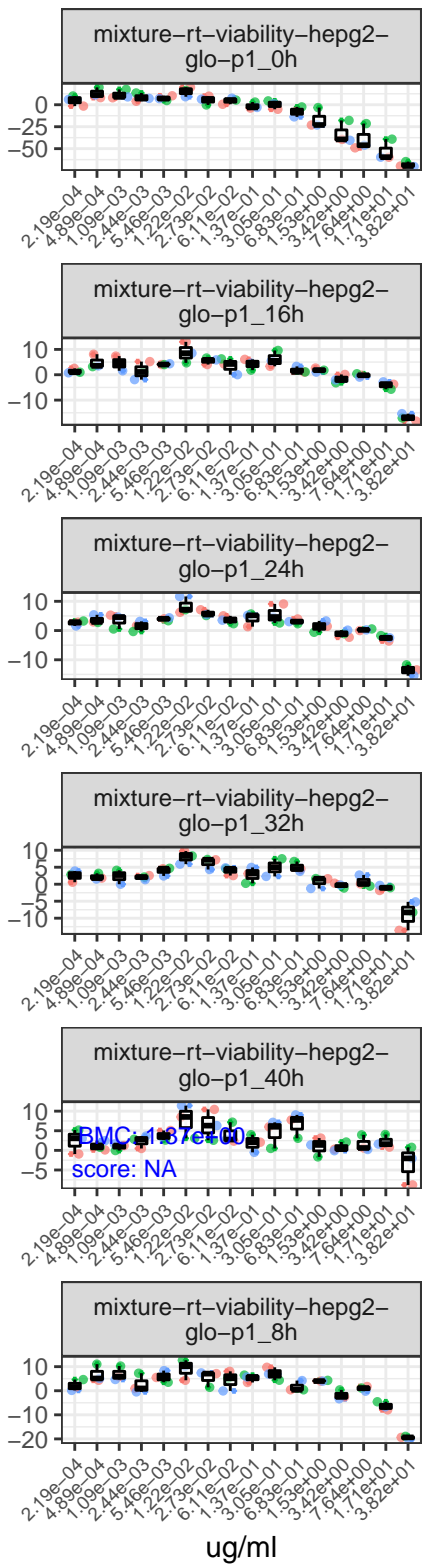 mixture−rt−viability−hepg2−
glo−p1_0h
0
−25
−50
2.19e−04
4.89e−04
1.09e−03
2.44e−03
5.46e−03
1.22e−02
2.73e−02
6.11e−02
1.37e−01
3.05e−01
6.83e−01
1.53e+00
3.42e+00
7.64e+00
1.71e+01
3.82e+01
mixture−rt−viability−hepg2−
glo−p1_16h
10
0
−10
2.19e−04
4.89e−04
1.09e−03
2.44e−03
5.46e−03
1.22e−02
2.73e−02
6.11e−02
1.37e−01
3.05e−01
6.83e−01
1.53e+00
3.42e+00
7.64e+00
1.71e+01
3.82e+01
mixture−rt−viability−hepg2−
glo−p1_24h
10
0
−10
2.19e−04
4.89e−04
1.09e−03
2.44e−03
5.46e−03
1.22e−02
2.73e−02
6.11e−02
1.37e−01
3.05e−01
6.83e−01
1.53e+00
3.42e+00
7.64e+00
1.71e+01
3.82e+01
mixture−rt−viability−hepg2−
glo−p1_32h
10
5
0
−5
−10
2.19e−04
4.89e−04
1.09e−03
2.44e−03
5.46e−03
1.22e−02
2.73e−02
6.11e−02
1.37e−01
3.05e−01
6.83e−01
1.53e+00
3.42e+00
7.64e+00
1.71e+01
3.82e+01
mixture−rt−viability−hepg2−
glo−p1_40h
10
5
0
−5
BMC: 1.37e+00
score: NA
2.19e−04
4.89e−04
1.09e−03
2.44e−03
5.46e−03
1.22e−02
2.73e−02
6.11e−02
1.37e−01
3.05e−01
6.83e−01
1.53e+00
3.42e+00
7.64e+00
1.71e+01
3.82e+01
mixture−rt−viability−hepg2−
glo−p1_8h
10
0
−10
−20
2.19e−04
4.89e−04
1.09e−03
2.44e−03
5.46e−03
1.22e−02
2.73e−02
6.11e−02
1.37e−01
3.05e−01
6.83e−01
1.53e+00
3.42e+00
7.64e+00
1.71e+01
3.82e+01
ug/ml